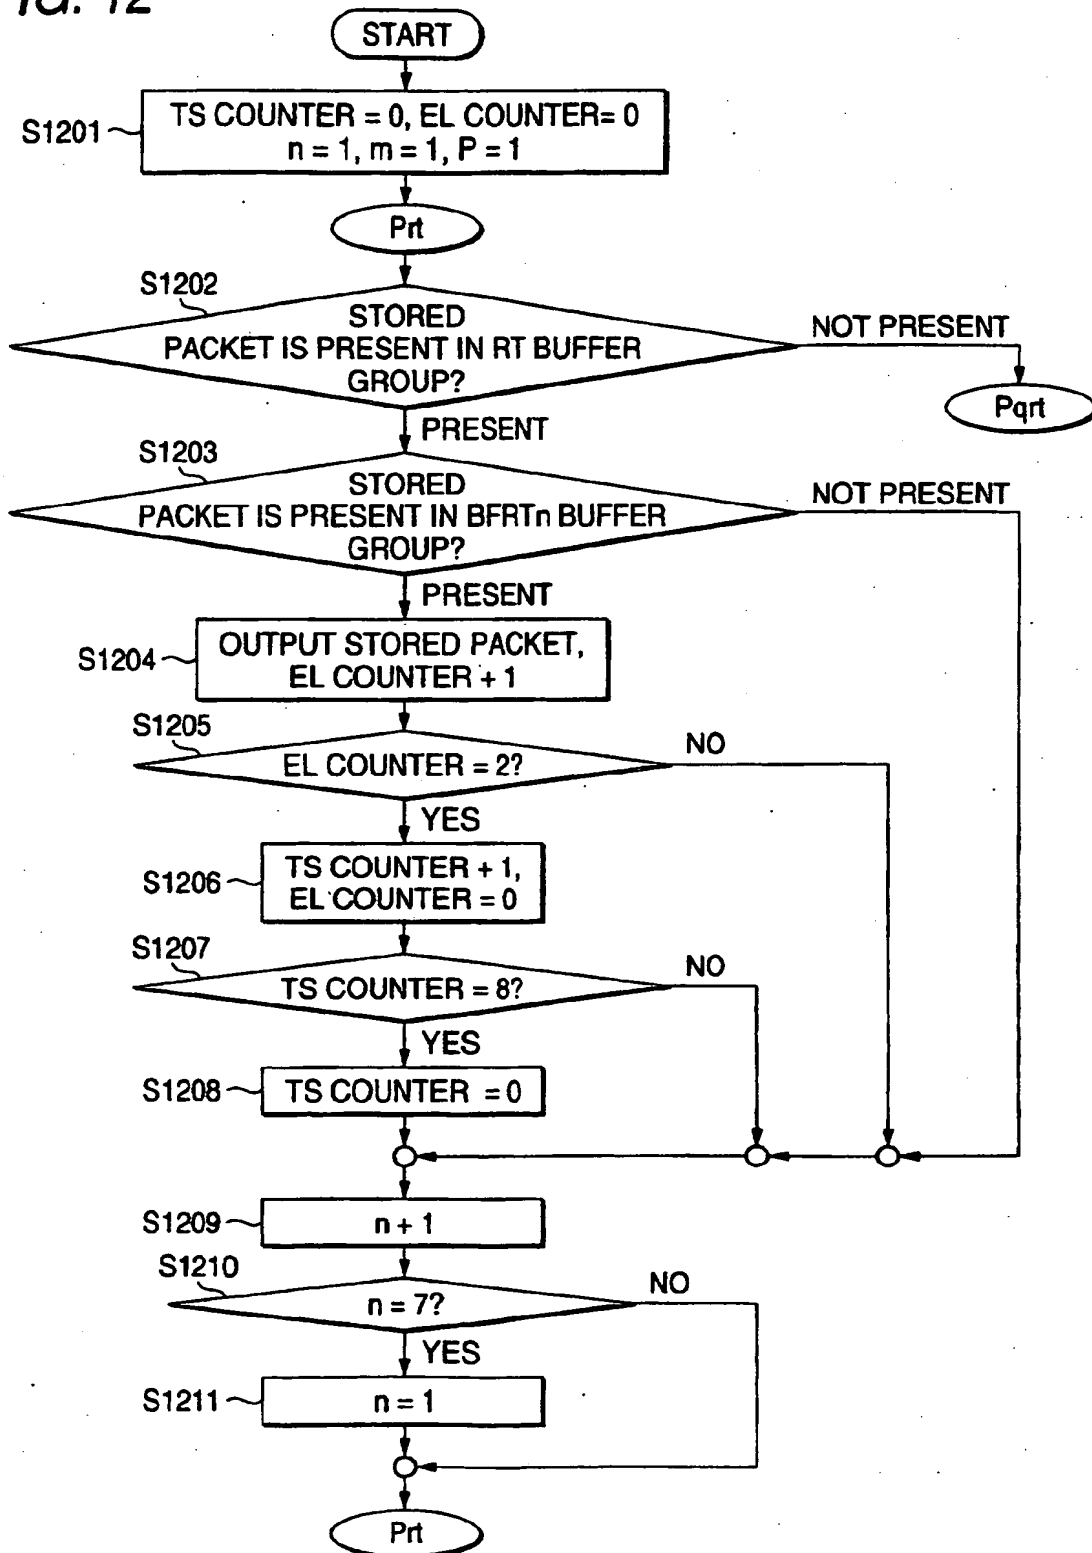 FIG. 12
START
S1201
TS COUNTER = 0, EL COUNTER= 0
n = 1, m = 1, P = 1
Prt
S1202
STORED
PACKET IS PRESENT IN RT BUFFER
GROUP?
NOT PRESENT
Pqrt
PRESENT
S1203
STORED
PACKET IS PRESENT IN BFRTn BUFFER
GROUP?
NOT PRESENT
PRESENT
S1204
OUTPUT STORED PACKET,
EL COUNTER + 1
S1205
EL COUNTER = 2?
NO
YES
S1206
TS COUNTER + 1,
EL COUNTER = 0
S1207
TS COUNTER = 8?
NO
YES
S1208
TS COUNTER = 0
S1209
n + 1
S1210
n = 7?
NO
YES
S1211
n = 1
Prt